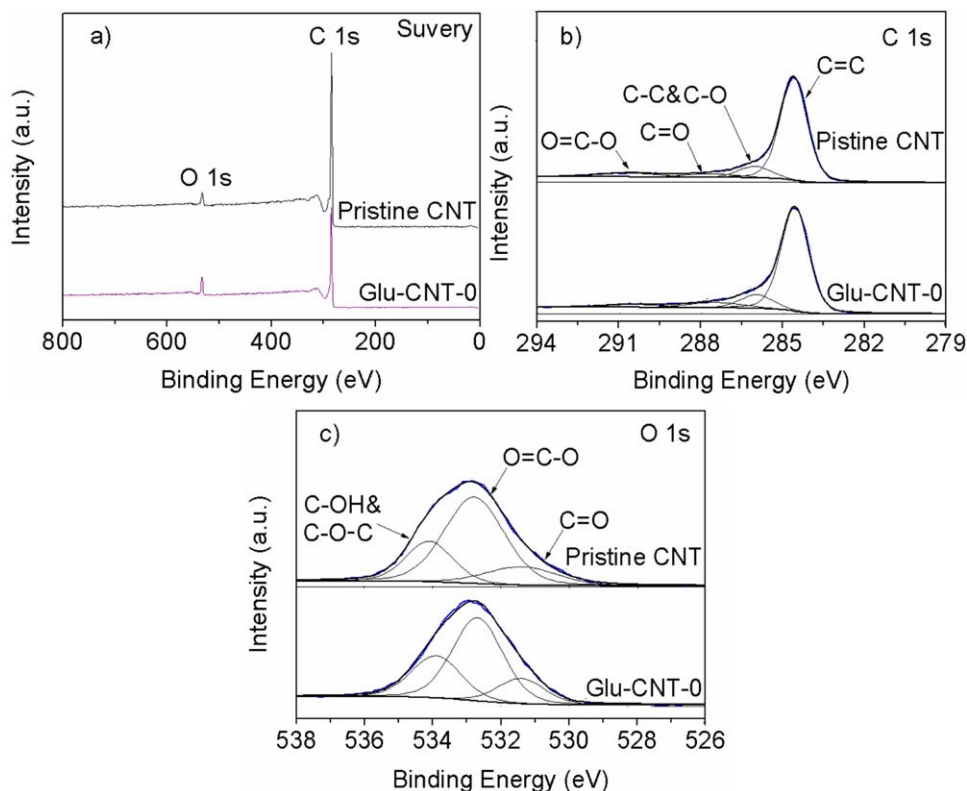 a)
C 1s
Suvery
O 1s
Pristine CNT
Glu-CNT-0
800 600 400 200 0
Binding Energy (eV)
Intensity (a.u.)
b)
C 1s
C=C
C-C&C-O
O=C-O
C=O
Pistine CNT
Glu-CNT-0
294 291 288 285 282 279
Binding Energy (eV)
Intensity (a.u.)
c)
O 1s
O=C-O
C-OH&
C-O-C
C=O
Pristine CNT
Glu-CNT-0
538 536 534 532 530 528 526
Binding Energy (eV)
Intensity (a.u.)